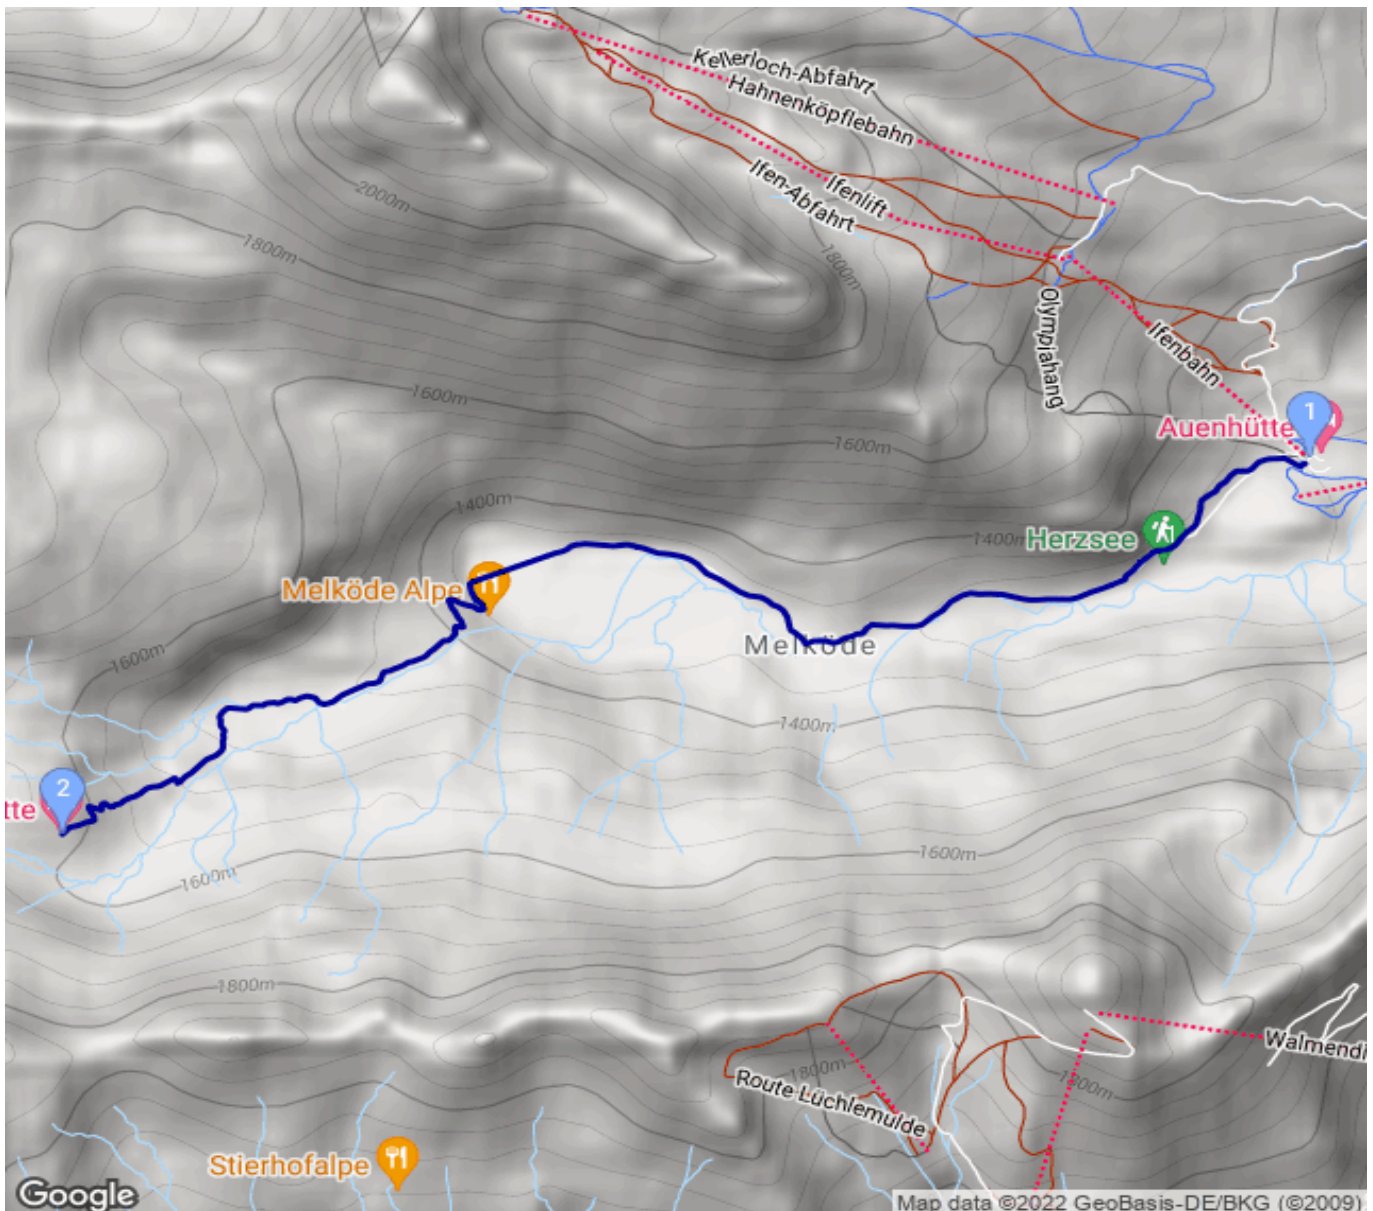 Kellerloch-Abfahrt
Hahnenköpflebahn
Ifenlift
Ifen-Abfahrt
2000m
1800m
1800m
Olympiahang
Ifenbahn
1600m
1
Auenhütte
1600m
1400m
1400m
Herzsee
Melköde Alpe
Melköde
1600m
1400m
2
tte
1600m
1600m
1800m
Walmendi
1800m
1800m
Route Lüchlemulde
Stierhofalpe
Google
Map data ©2022 GeoBasis-DE/BKG (©2009)